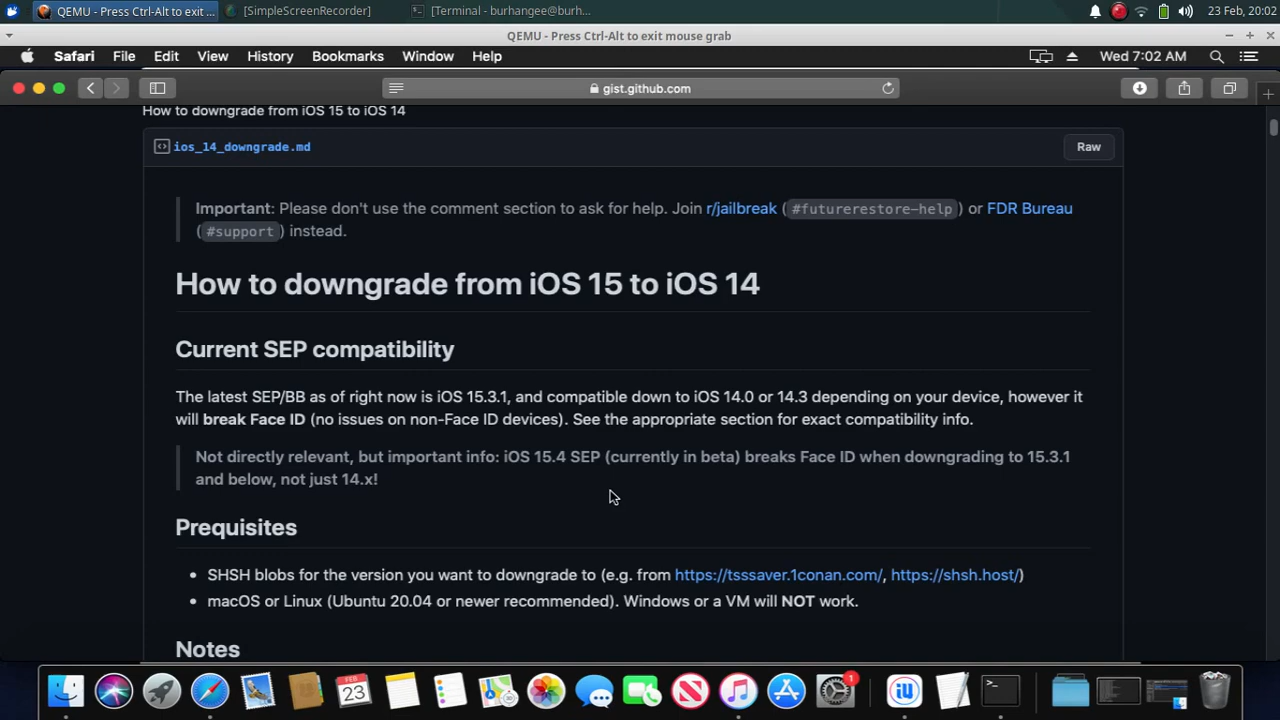 QEMU - Press Ctrl-Alt to exit ...
[SimpleScreenRecorder]
[Terminal - burhangee@burh...
23 Feb, 20:02
QEMU - Press Ctrl-Alt to exit mouse grab
Safari File Edit View History Bookmarks Window Help
Wed 7:02 AM
gist.github.com
How to downgrade from iOS 15 to iOS 14
ios_14_downgrade.md
Raw
Important: Please don't use the comment section to ask for help. Join r/jailbreak (#futurerestore-help) or FDR Bureau
(#support) instead.
How to downgrade from iOS 15 to iOS 14
Current SEP compatibility
The latest SEP/BB as of right now is iOS 15.3.1, and compatible down to iOS 14.0 or 14.3 depending on your device, however it
will break Face ID (no issues on non-Face ID devices). See the appropriate section for exact compatibility info.
Not directly relevant, but important info: iOS 15.4 SEP (currently in beta) breaks Face ID when downgrading to 15.3.1
and below, not just 14.x!
Prequisites
• SHSH blobs for the version you want to downgrade to (e.g. from https://tsssaver.1conan.com/, https://shsh.host/)
• macOS or Linux (Ubuntu 20.04 or newer recommended). Windows or a VM will NOT work.
Notes
FEB
23
1